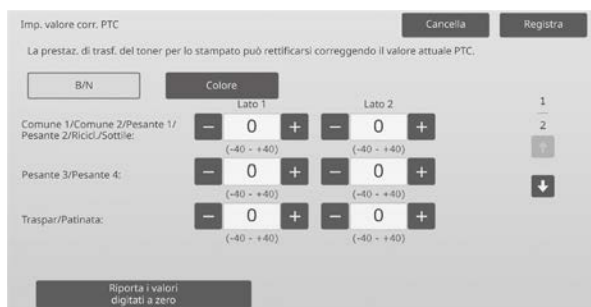 Imp. valore corr. PTC
Cancella
Registra
La prestaz. di trasf. del toner per lo stampato può rettificarsi correggendo il valore attuale PTC.
B/N
Colore
Lato 1
Lato 2
Comune 1/Comune 2/Pesante 1/
Pesante 2/Ricicl./Sottile:
− 0 +
− 0 +
(-40 - +40)
(-40 - +40)
Pesante 3/Pesante 4:
− 0 +
− 0 +
(-40 - +40)
(-40 - +40)
Traspar/Patinata:
− 0 +
− 0 +
(-40 - +40)
(-40 - +40)
1
2
Riporta i valori
digitati a zero